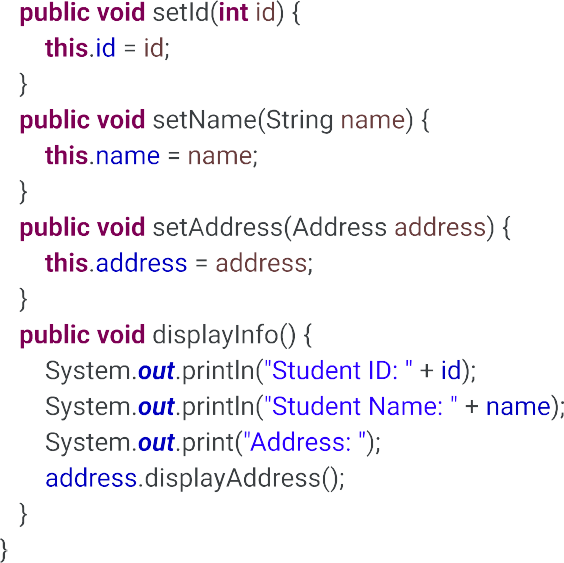 public void setId(int id) {
this.id = id;
}
public void setName(String name) {
this.name = name;
}
public void setAddress(Address address) {
this.address = address;
}
public void displayInfo() {
System.out.println("Student ID: " + id);
System.out.println("Student Name: " + name);
System.out.print("Address: ");
address.displayAddress();
}
}